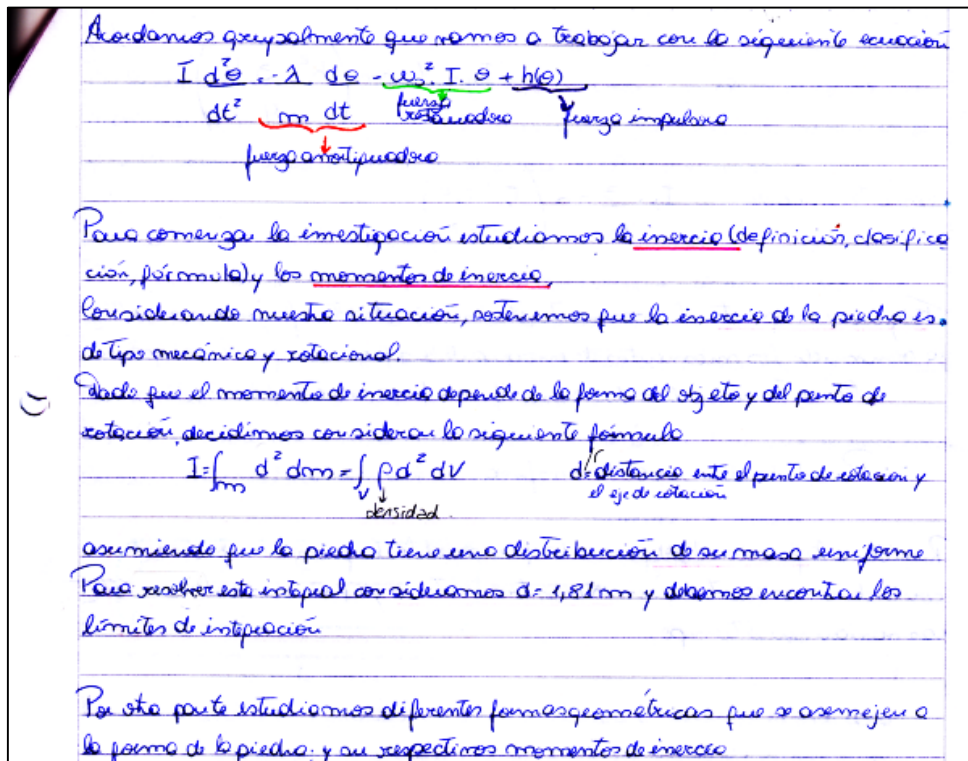 Acordamos grupalmente que vamos a trabajar con la siguiente ecuación
I d²θ = -λ dθ - ω₀². I. θ + h(θ)
dt² m dt fuerza restauradora fuerza impulsora
fuerza amortiguadora
Para comenzar la investigación estudiamos la inercia (definición, clasifica
ción, fórmula) y los momentos de inercia,
Considerando nuestra situación, sostenemos que la inercia de la piedra es
de tipo mecánica y rotacional.
Dado que el momento de inercia depende de la forma del objeto y del punto de
rotación, decidimos considerar la siguiente fórmula
I=∫m d² dm = ∫v ρ d² dV d= distancia ente el punto de rotación y
densidad el eje de rotación
asumiendo que la piedra tiene una distribución de su masa uniforme
Para resolver esta integral consideramos d= 1,81 m y debemos encontrar los
límites de integración
Por otra parte estudiamos diferentes formas geométricas que se asemejen a
la forma de la piedra y su respectivos momentos de inercia